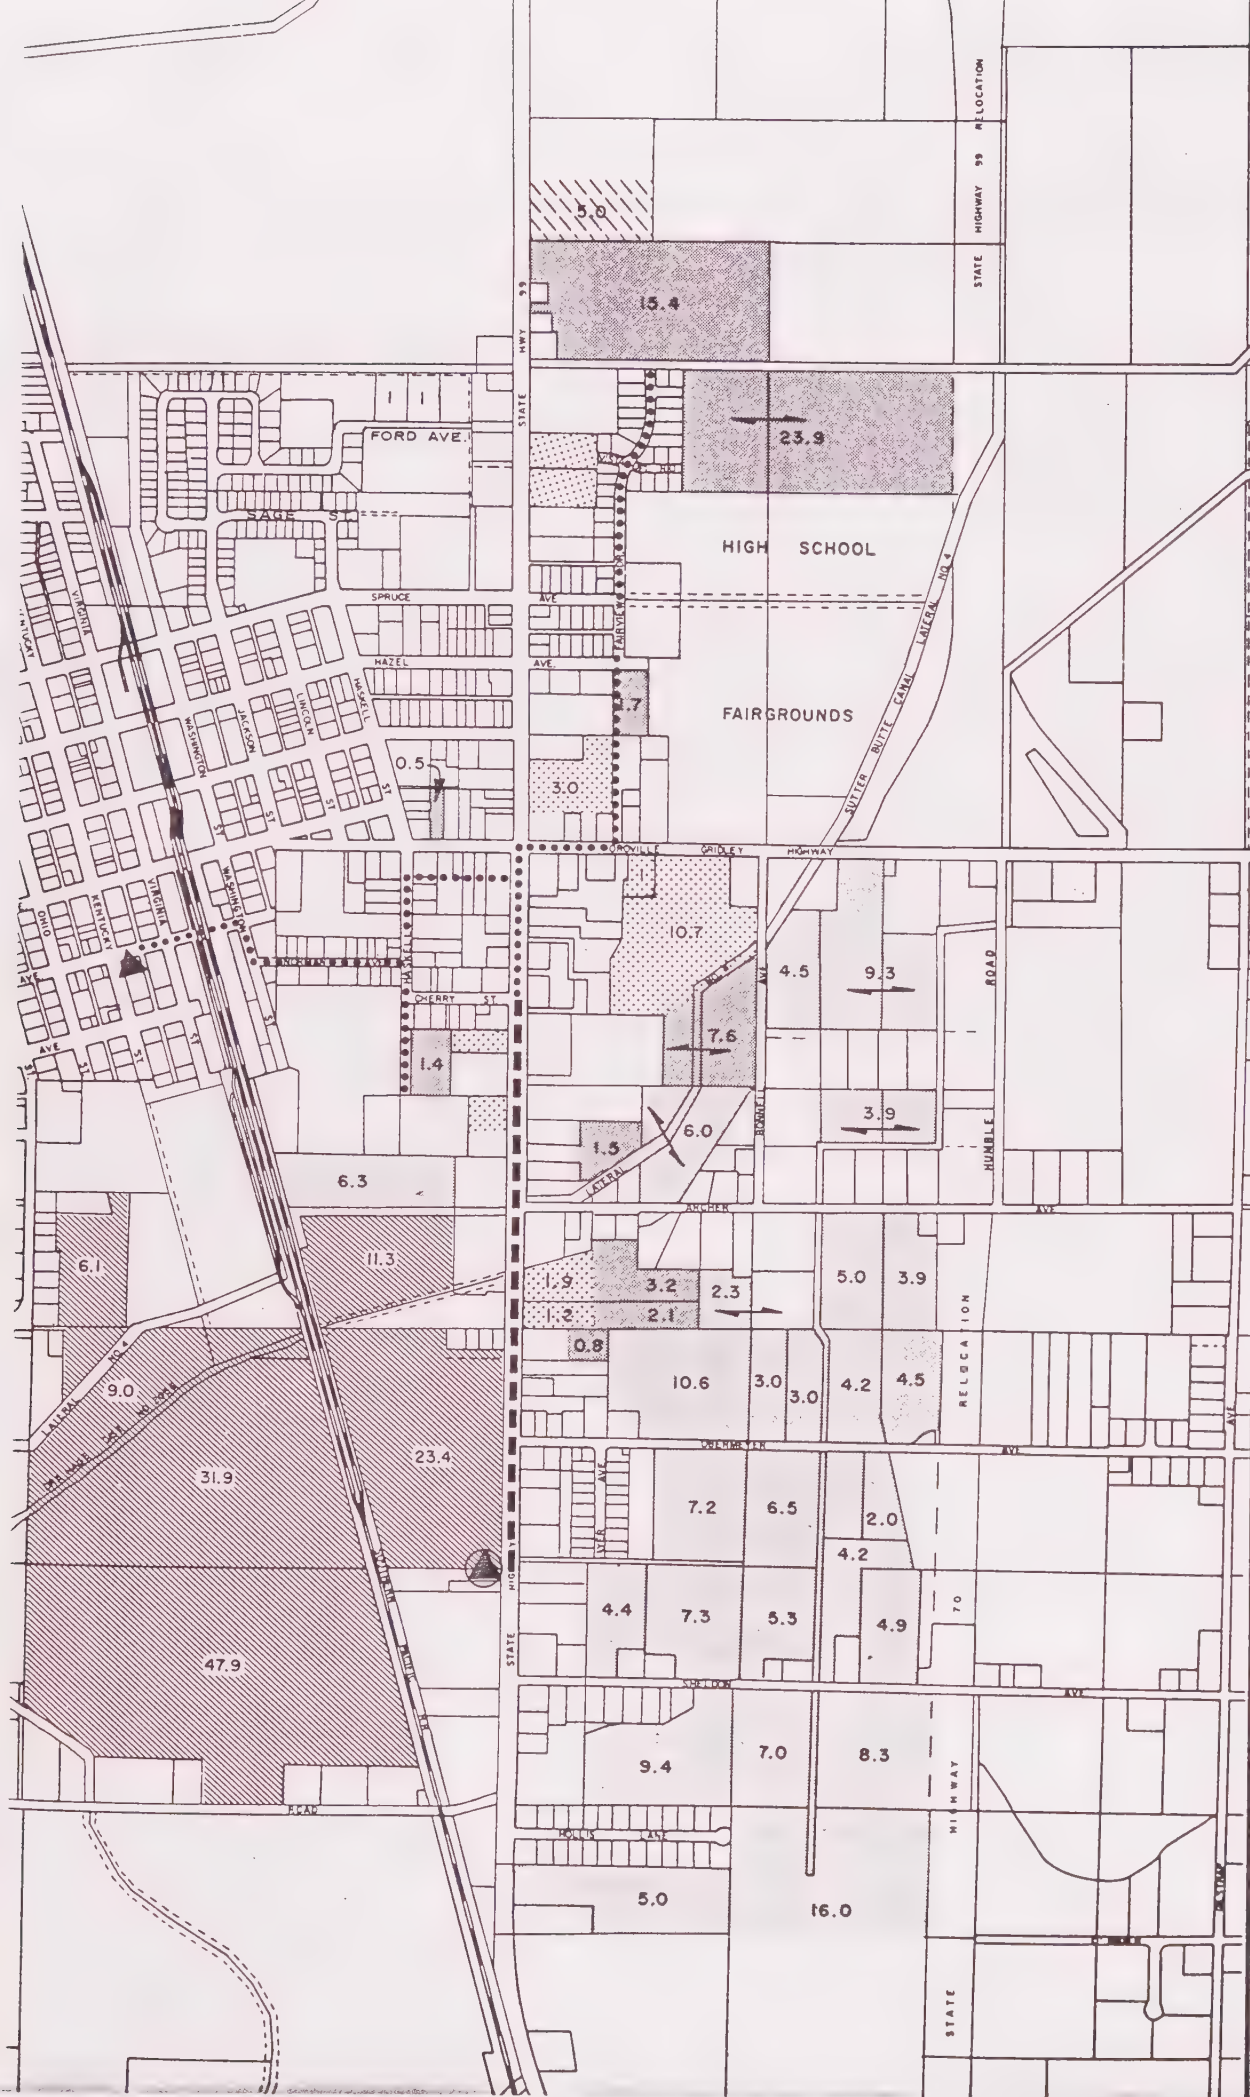 STATE HIGHWAY 99 RELOCATION
5.0
15.4
STATE HWY 99
FORD AVE.
23.9
SAGE ST.
HIGH SCHOOL
SPRUCE AVE
FAIRVIEW DR.
SUTTER BUTTE CANAL LATERAL NO. 4
VIRGINIA
HAZEL AVE.
HASKELL ST
LINCOLN ST
JACKSON ST
WASHINGTON ST
FAIRGROUNDS
0.5
3.0
OROVILLE GRIDLEY HIGHWAY
OHIO
KENTUCKY
VIRGINIA
WASHINGTON
HASKELL
10.7
4.5
9.3
ROAD
AVE.
CHERRY ST
AVE
7.6
1.4
BONNELL AVE
HUMBLE
3.9
1.5
6.0
LATERAL
6.3
ARCHER AVE
6.1
11.3
1.9
3.2
2.3
5.0
3.9
1.2
2.1
0.8
RELOCATION
9.0
10.6
3.0
3.0
4.2
4.5
LATERAL
OBERMEYER AVE
31.9
23.4
7.2
6.5
2.0
4.2
SOUTHERN PACIFIC RR
4.4
7.3
5.3
4.9
70
47.9
STATE
SHELDON AVE
9.4
7.0
8.3
ROAD
HOLLIS LANE
HIGHWAY
5.0
16.0
STATE